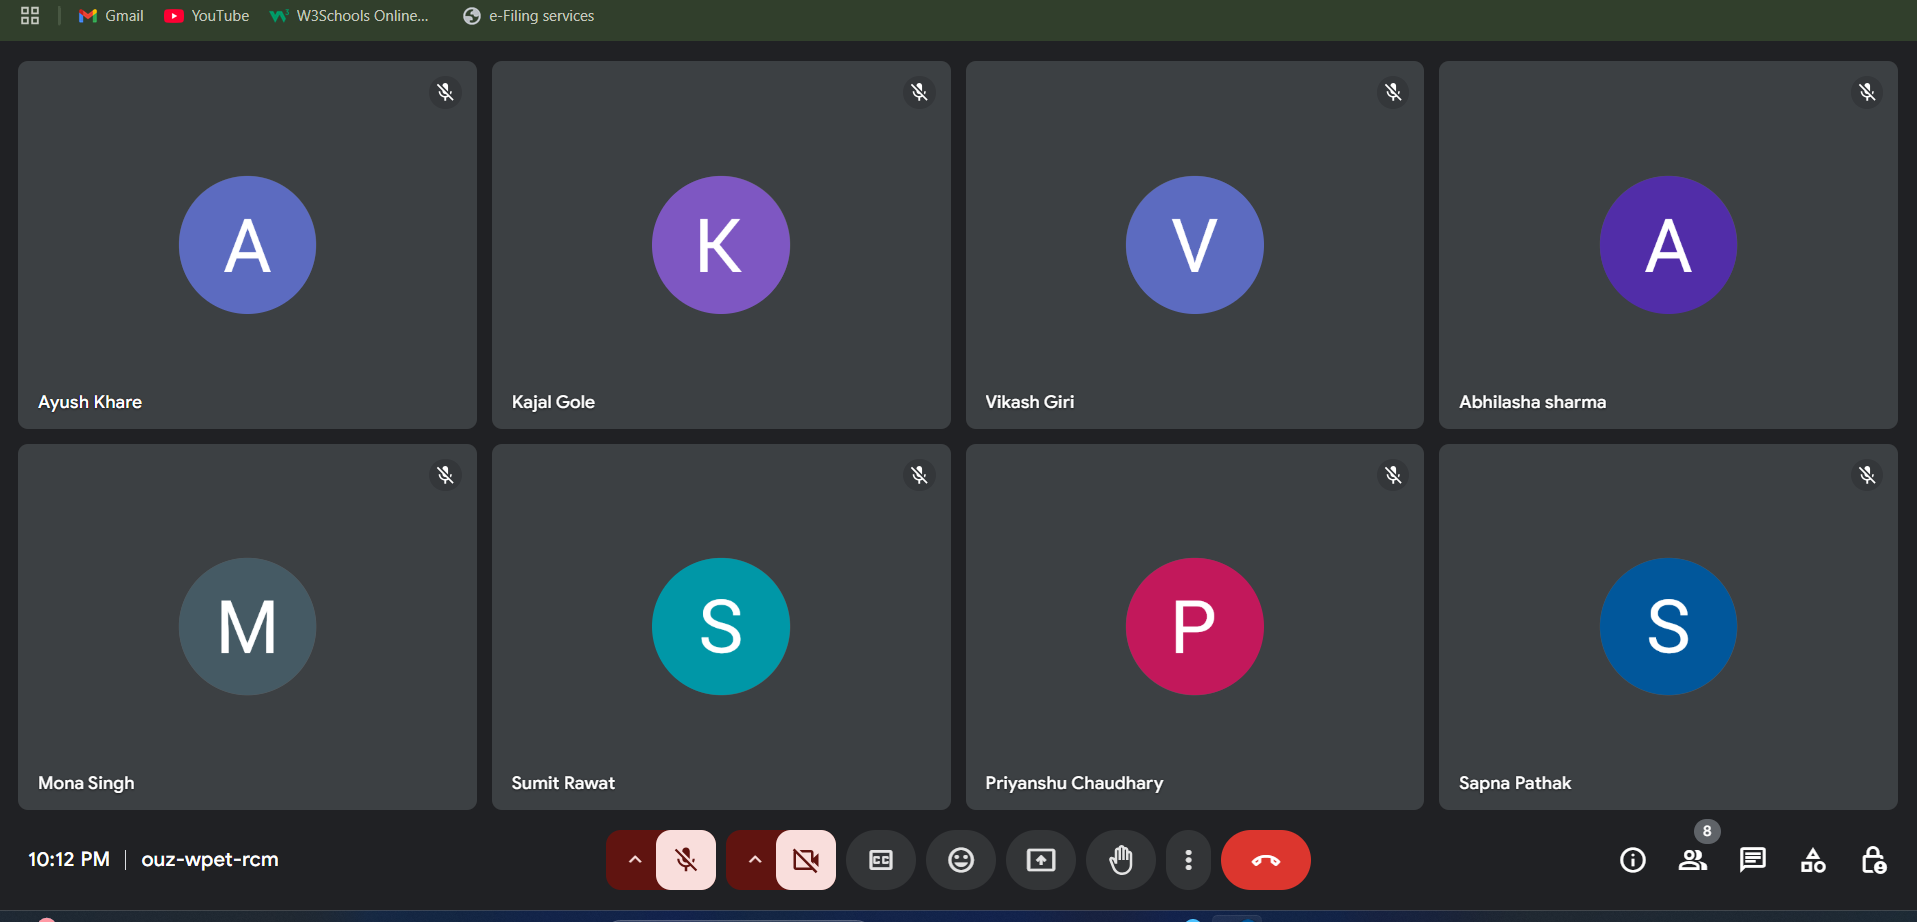 Gmail YouTube W3Schools Online... e-Filing services
A K V A
Ayush Khare Kajal Gole Vikash Giri Abhilasha sharma
M S P S
Mona Singh Sumit Rawat Priyanshu Chaudhary Sapna Pathak
8
10:12 PM | ouz-wpet-rcm CC